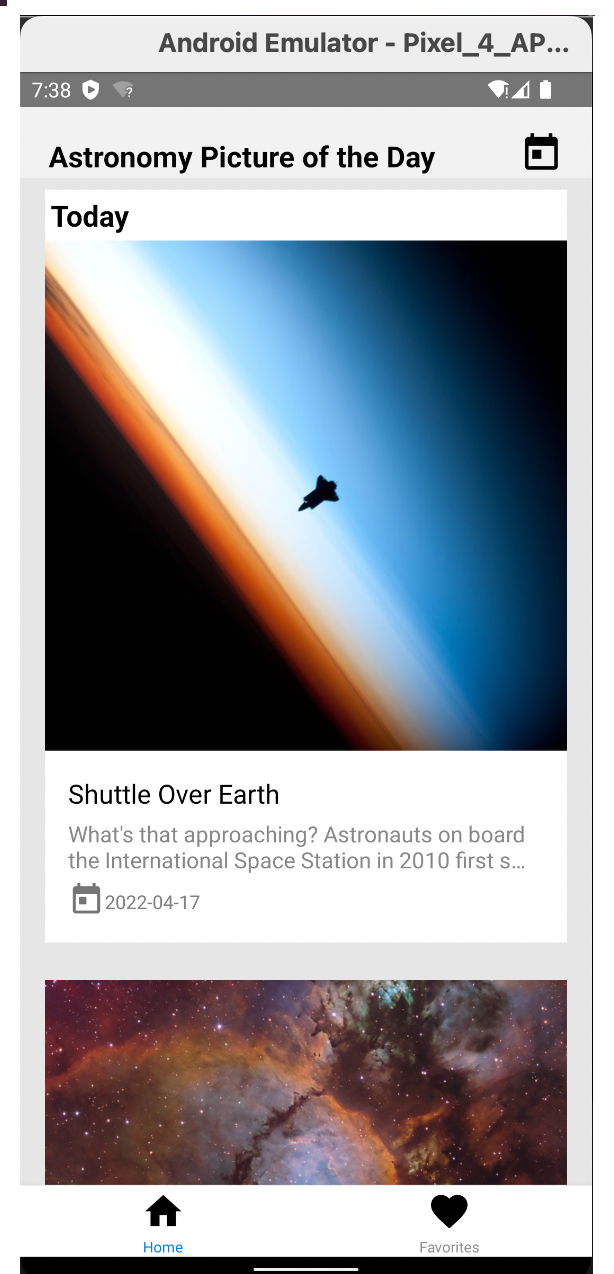 Android Emulator - Pixel_4_AP...
7:38
Astronomy Picture of the Day
Today
Shuttle Over Earth
What's that approaching? Astronauts on board
the International Space Station in 2010 first s...
2022-04-17
Home
Favorites